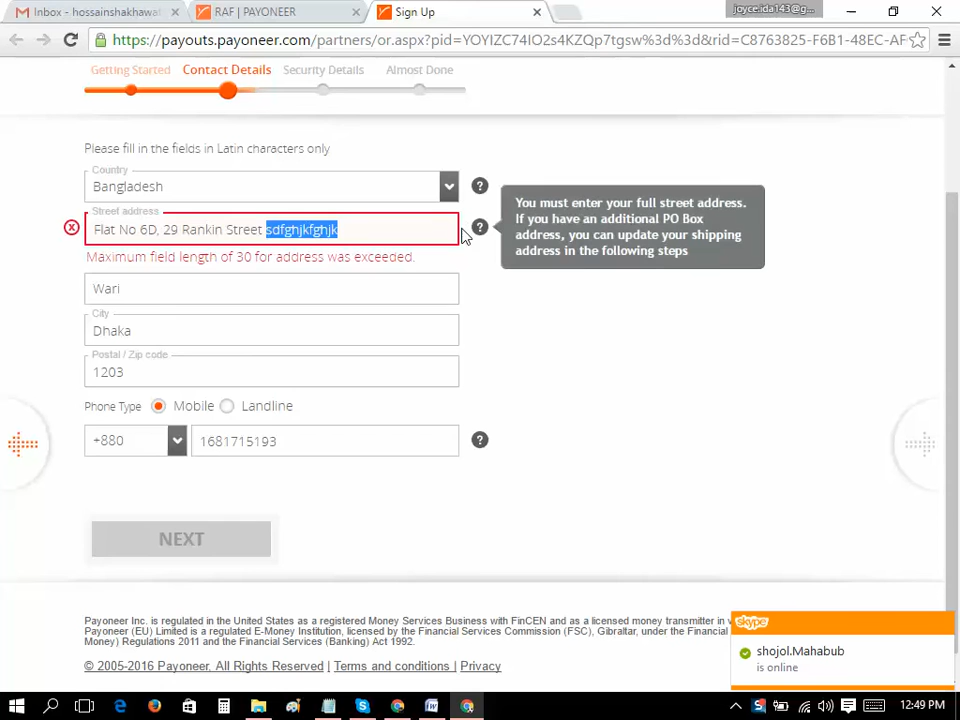 Inbox - hossainshakhawat
RAF | PAYONEER
Sign Up
joyce.ida143@g...
https://payouts.payoneer.com/partners/or.aspx?pid=YOYIZC74IO2s4KZQp7tgsw%3d%3d&rid=C8763825-F6B1-48EC-AF
Getting Started
Contact Details
Security Details
Almost Done
Please fill in the fields in Latin characters only
Country
Bangladesh
?
Street address
Flat No 6D, 29 Rankin Street sdfghjkfghjk
?
You must enter your full street address.
If you have an additional PO Box
address, you can update your shipping
address in the following steps
Maximum field length of 30 for address was exceeded.
Wari
City
Dhaka
Postal / Zip code
1203
Phone Type
Mobile
Landline
+880
1681715193
?
NEXT
Payoneer Inc. is regulated in the United States as a registered Money Services Business with FinCEN and as a licensed money transmitter in v
Payoneer (EU) Limited is a regulated E-Money Institution, licensed by the Financial Services Commission (FSC), Gibraltar, under the Financial
Money) Regulations 2011 and the Financial Services (Banking) Act 1992.
© 2005-2016 Payoneer, All Rights Reserved | Terms and conditions | Privacy
skype
shojol.Mahabub
is online
12:49 PM